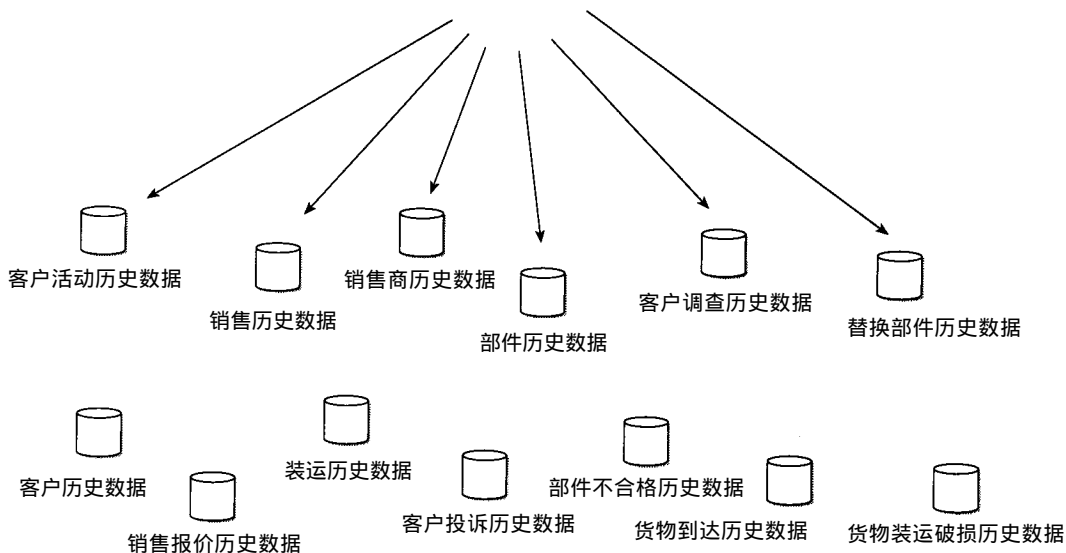 客户活动历史数据
销售历史数据
销售商历史数据
部件历史数据
客户调查历史数据
替换部件历史数据
客户历史数据
销售报价历史数据
装运历史数据
客户投诉历史数据
部件不合格历史数据
货物到达历史数据
货物装运破损历史数据